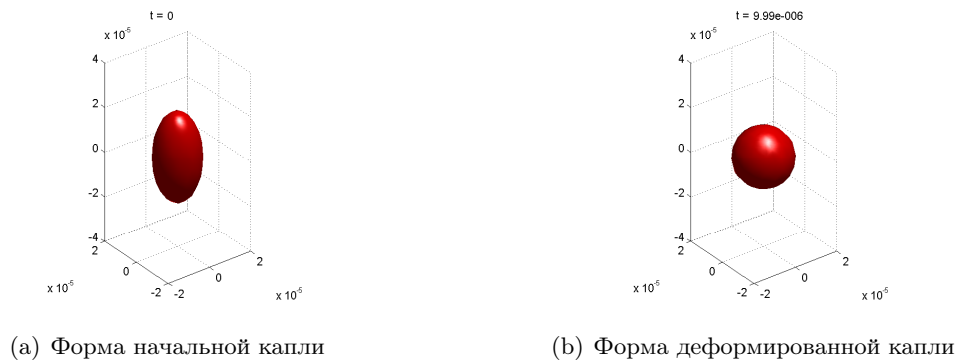 t = 0
x 10⁻⁵
4
2
0
-2
-4
2
0
-2
-2
0
2
x 10⁻⁵
x 10⁻⁵
(a) Форма начальной капли
t = 9.99e-006
x 10⁻⁵
4
2
0
-2
-4
2
0
-2
-2
0
2
x 10⁻⁵
x 10⁻⁵
(b) Форма деформированной капли